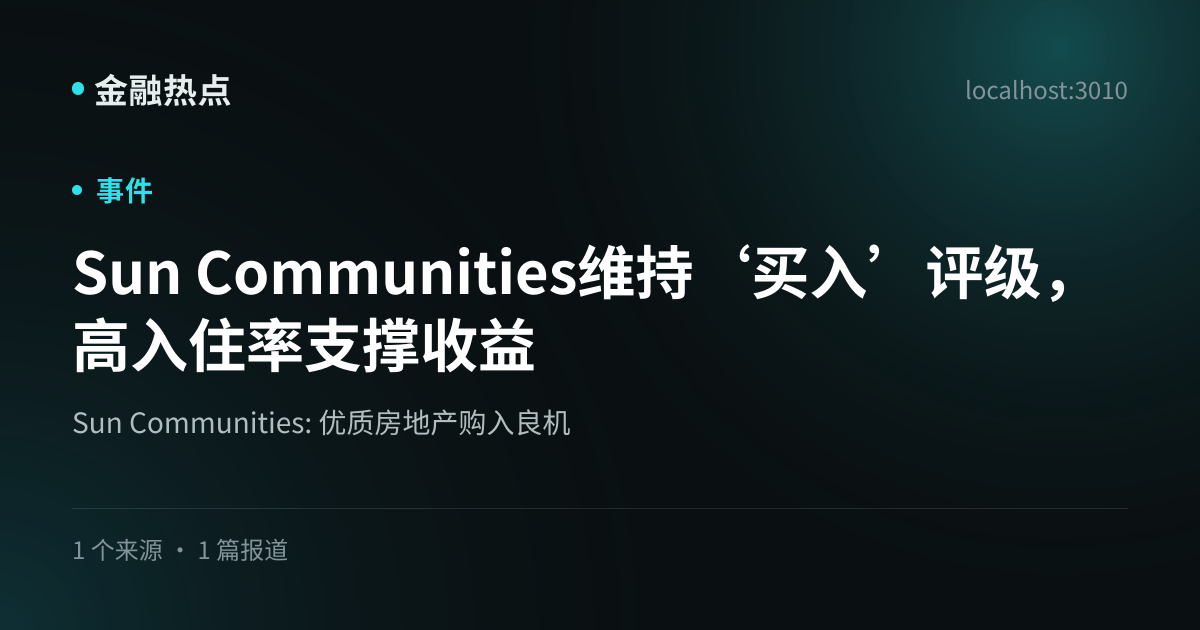 金融热点
localhost:3010
事件
Sun Communities维持‘买入’评级，
高入住率支撑收益
Sun Communities: 优质房地产购入良机
1 个来源 · 1 篇报道